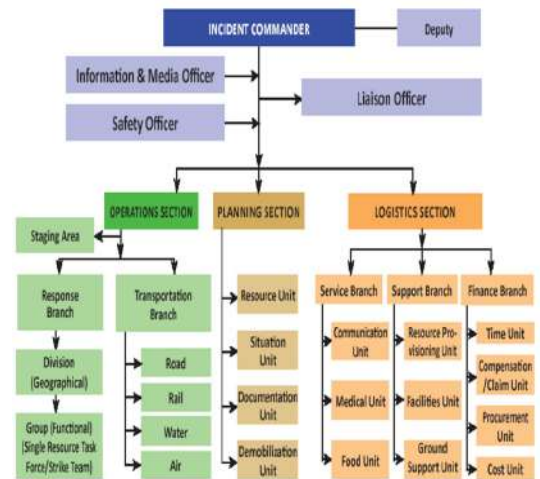 INCIDENT COMMANDER
Deputy
Information & Media Officer
Liaison Officer
Safety Officer
OPERATIONS SECTION
PLANNING SECTION
LOGISTICS SECTION
Staging Area
Response
Branch
Transportation
Branch
Resource Unit
Service Branch
Support Branch
Finance Branch
Division
(Geographical)
Road
Situation
Unit
Communication
Unit
Resource Pro-
visioning Unit
Time Unit
Compensation
/Claim Unit
Group (Functional)
(Single Resource Task
Force/Strike Team)
Rail
Water
Air
Documentation
Unit
Demobilization
Unit
Medical Unit
Food Unit
Facilities Unit
Ground
Support Unit
Procurement
Unit
Cost Unit